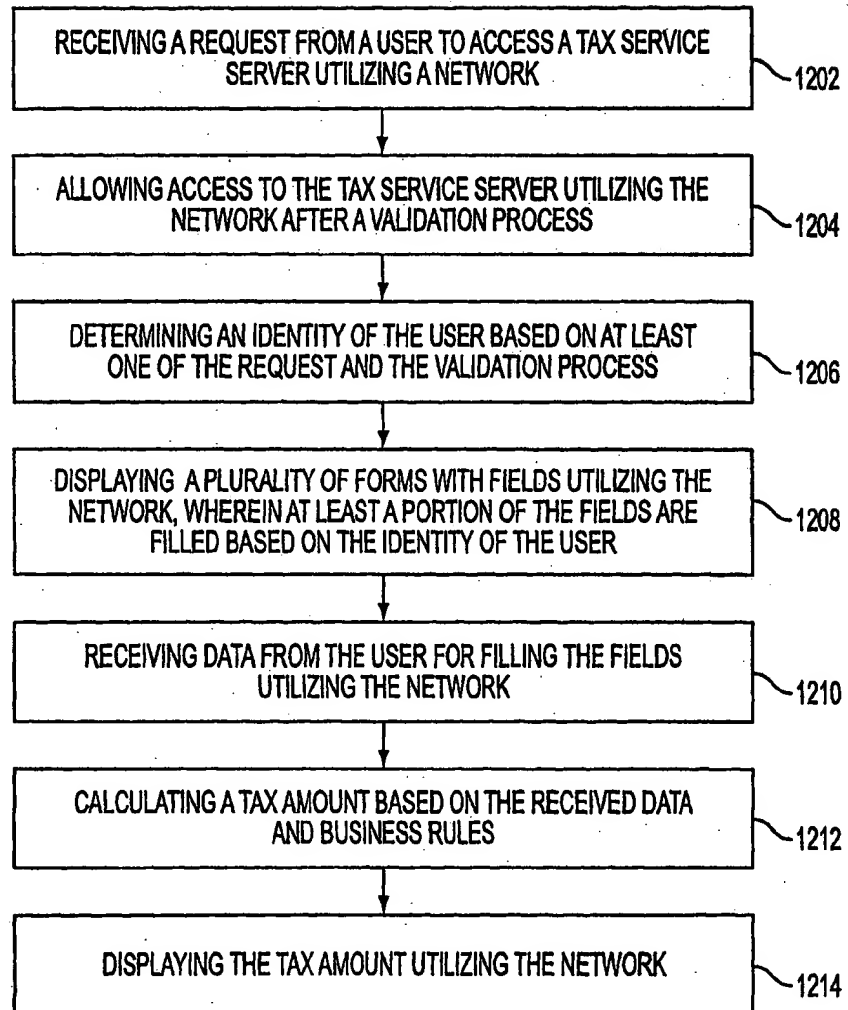 RECEIVING A REQUEST FROM A USER TO ACCESS A TAX SERVICE
SERVER UTILIZING A NETWORK
1202
ALLOWING ACCESS TO THE TAX SERVICE SERVER UTILIZING THE
NETWORK AFTER A VALIDATION PROCESS
1204
DETERMINING AN IDENTITY OF THE USER BASED ON AT LEAST
ONE OF THE REQUEST AND THE VALIDATION PROCESS
1206
DISPLAYING A PLURALITY OF FORMS WITH FIELDS UTILIZING THE
NETWORK, WHEREIN AT LEAST A PORTION OF THE FIELDS ARE
FILLED BASED ON THE IDENTITY OF THE USER
1208
RECEIVING DATA FROM THE USER FOR FILLING THE FIELDS
UTILIZING THE NETWORK
1210
CALCULATING A TAX AMOUNT BASED ON THE RECEIVED DATA
AND BUSINESS RULES
1212
DISPLAYING THE TAX AMOUNT UTILIZING THE NETWORK
1214